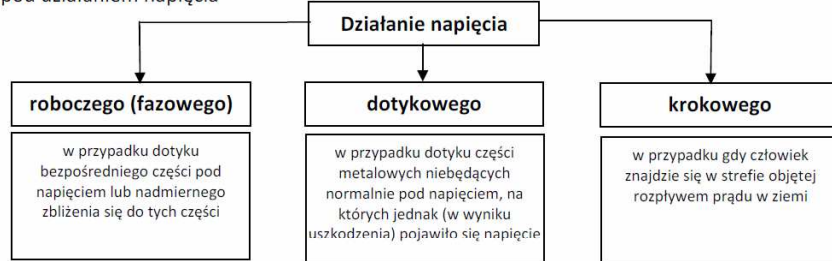 pod działaniem napięcia
Działanie napięcia
roboczego (fazowego)
w przypadku dotyku
bezpośredniego części pod
napięciem lub nadmiernego
zbliżenia się do tych części
dotykowego
w przypadku dotyku części
metalowych niebędących
normalnie pod napięciem, na
których jednak (w wyniku
uszkodzenia) pojawiło się napięcie
krokowego
w przypadku gdy człowiek
znajdzie się w strefie objętej
rozpływem prądu w ziemi